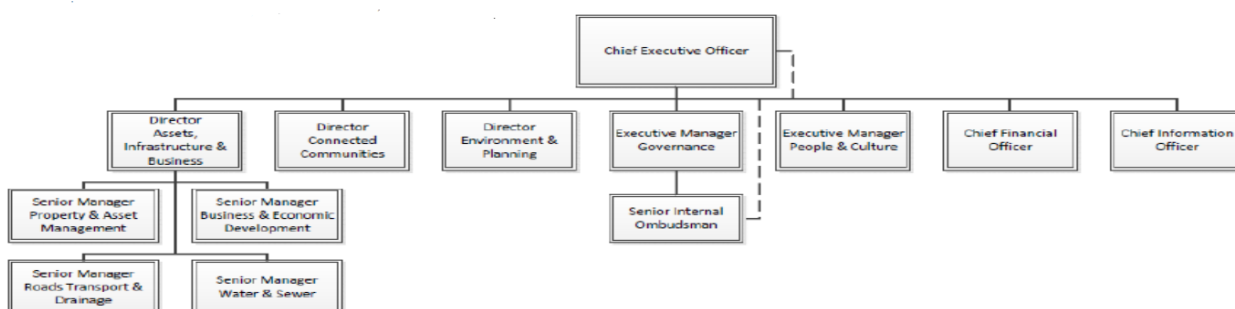 Chief Executive Officer
Director
Assets,
Infrastructure &
Business
Director
Connected
Communities
Director
Environment &
Planning
Executive Manager
Governance
Executive Manager
People & Culture
Chief Financial
Officer
Chief Information
Officer
Senior Manager
Property & Asset
Management
Senior Manager
Business & Economic
Development
Senior Internal
Ombudsman
Senior Manager
Roads Transport &
Drainage
Senior Manager
Water & Sewer